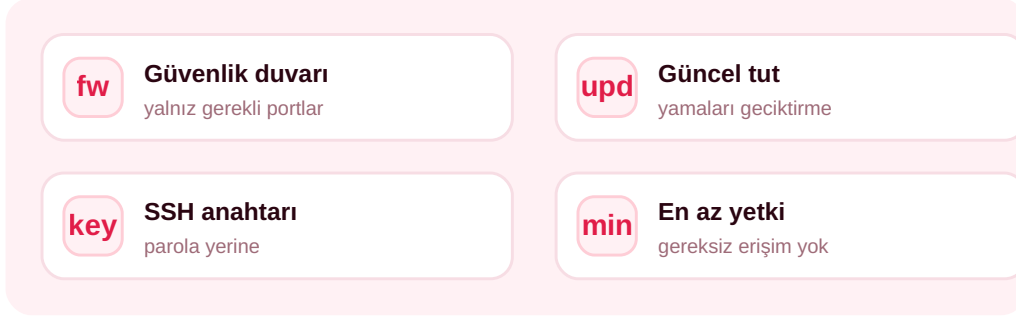 fw
Güvenlik duvarı
yalnız gerekli portlar
upd
Güncel tut
yamaları geciktirme
key
SSH anahtarı
parola yerine
min
En az yetki
gereksiz erişim yok